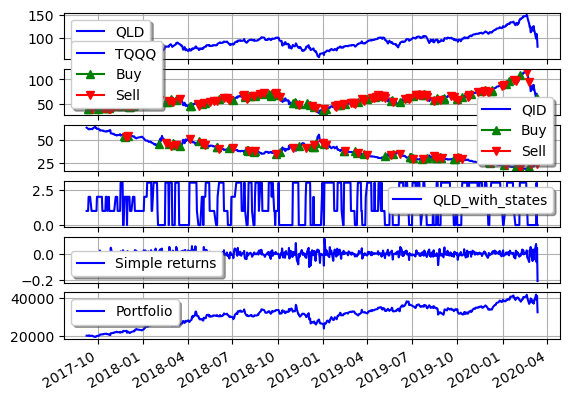 150
100
QLD
TQQQ
Buy
Sell
100
50
QID
Buy
Sell
50
25
2.5
0.0
QLD_with_states
0.0
−0.2
Simple returns
40000
20000
Portfolio
2017-10
2018-01
2018-04
2018-07
2018-10
2019-01
2019-04
2019-07
2019-10
2020-01
2020-04